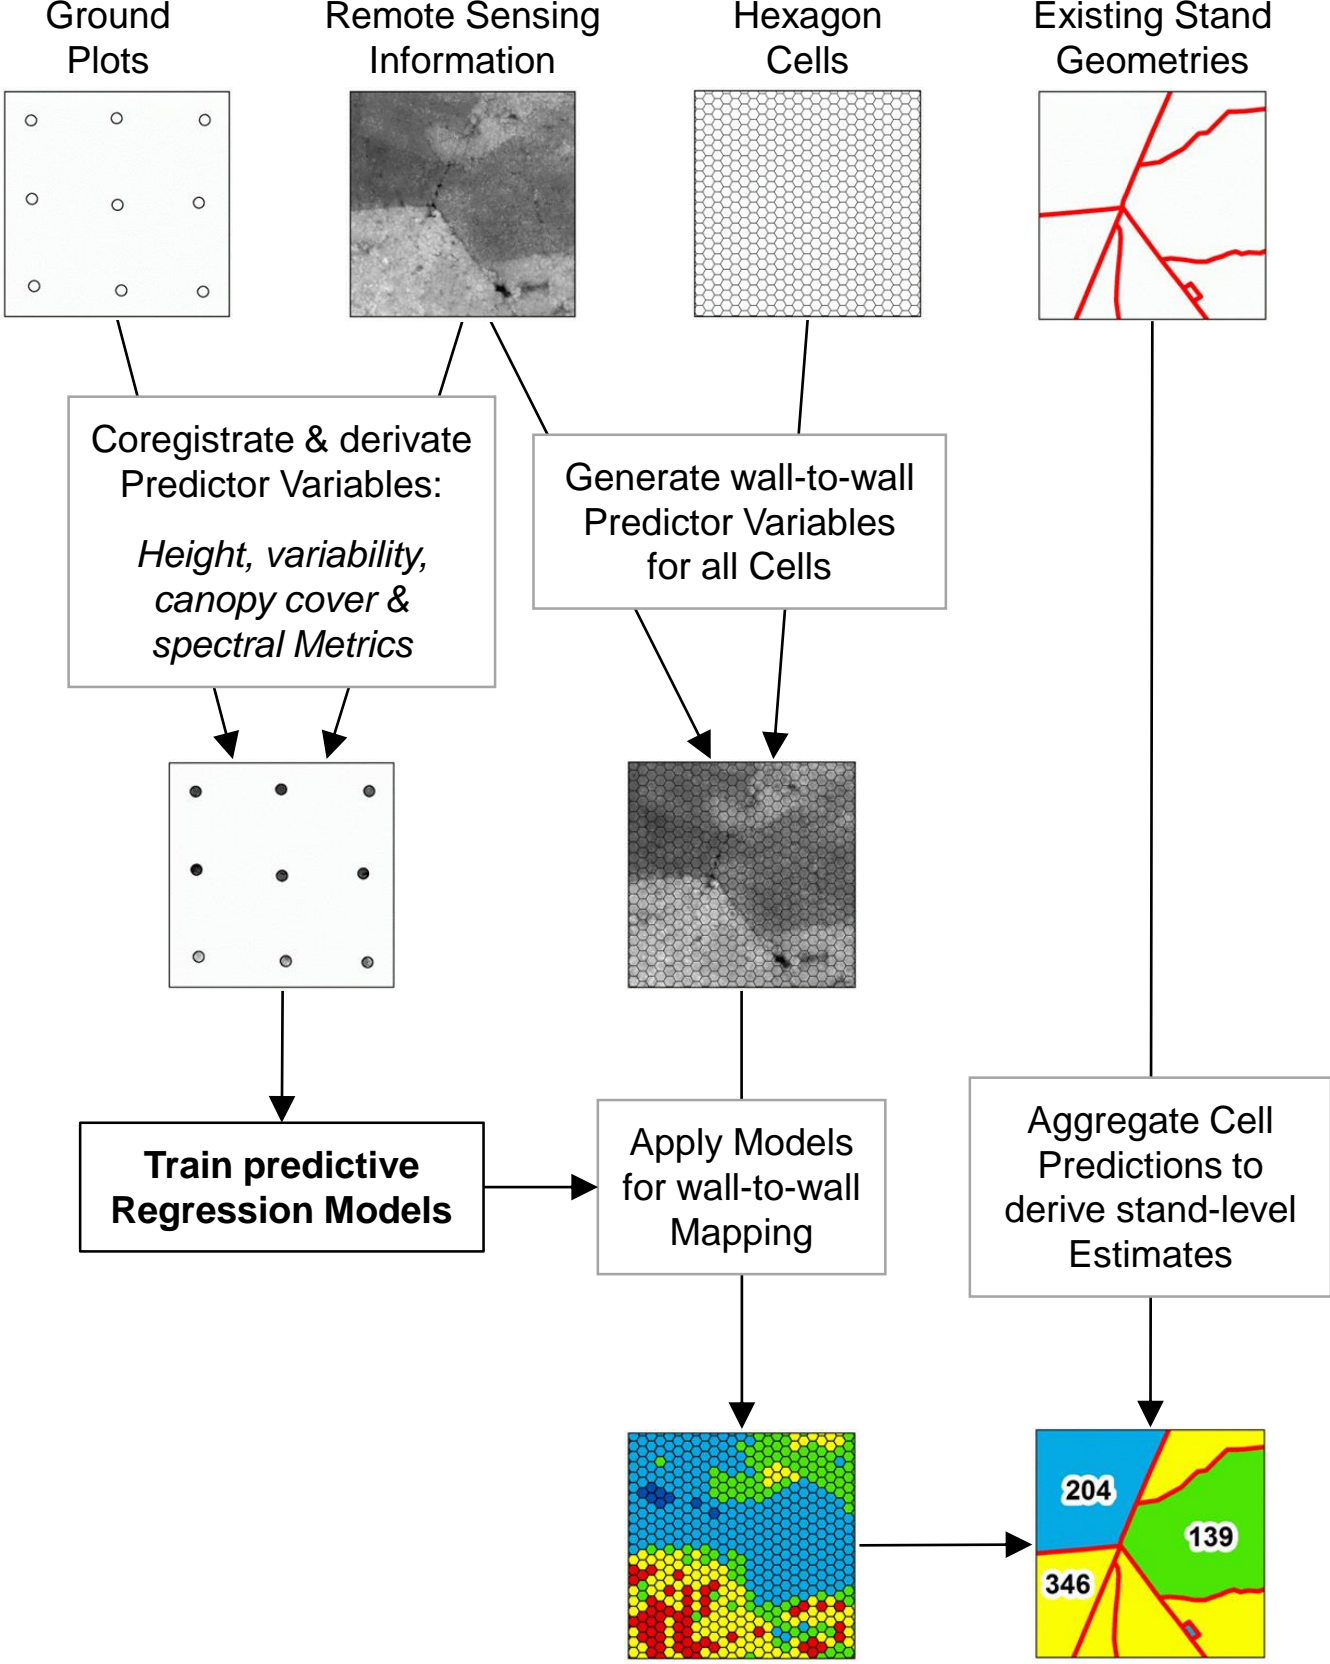 Ground
Plots
Remote Sensing
Information
Hexagon
Cells
Existing Stand
Geometries
Coregistrate & derivate
Predictor Variables:
Height, variability,
canopy cover &
spectral Metrics
Generate wall-to-wall
Predictor Variables
for all Cells
Train predictive
Regression Models
Apply Models
for wall-to-wall
Mapping
Aggregate Cell
Predictions to
derive stand-level
Estimates
204
139
346